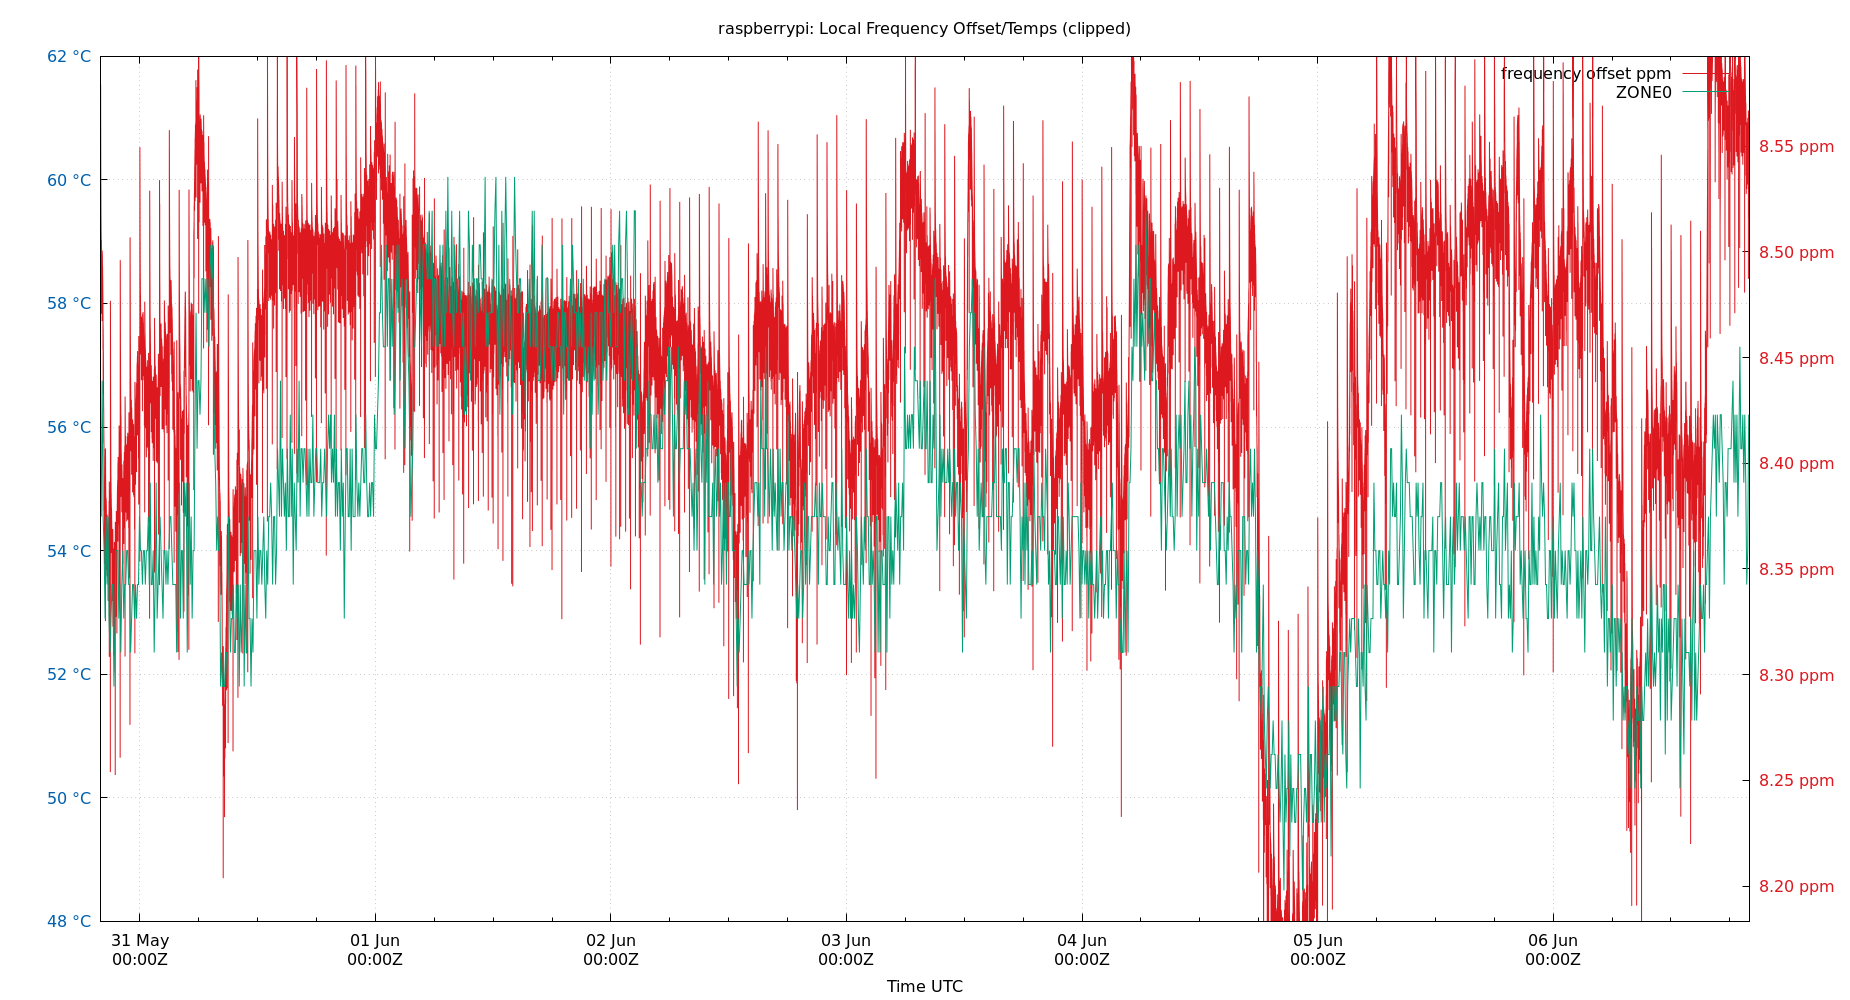 raspberrypi: Local Frequency Offset/Temps (clipped)
62 °C
60 °C
58 °C
56 °C
54 °C
52 °C
50 °C
48 °C
frequency offset ppm
ZONE0
8.55 ppm
8.50 ppm
8.45 ppm
8.40 ppm
8.35 ppm
8.30 ppm
8.25 ppm
8.20 ppm
31 May
00:00Z
01 Jun
00:00Z
02 Jun
00:00Z
03 Jun
00:00Z
04 Jun
00:00Z
05 Jun
00:00Z
06 Jun
00:00Z
Time UTC